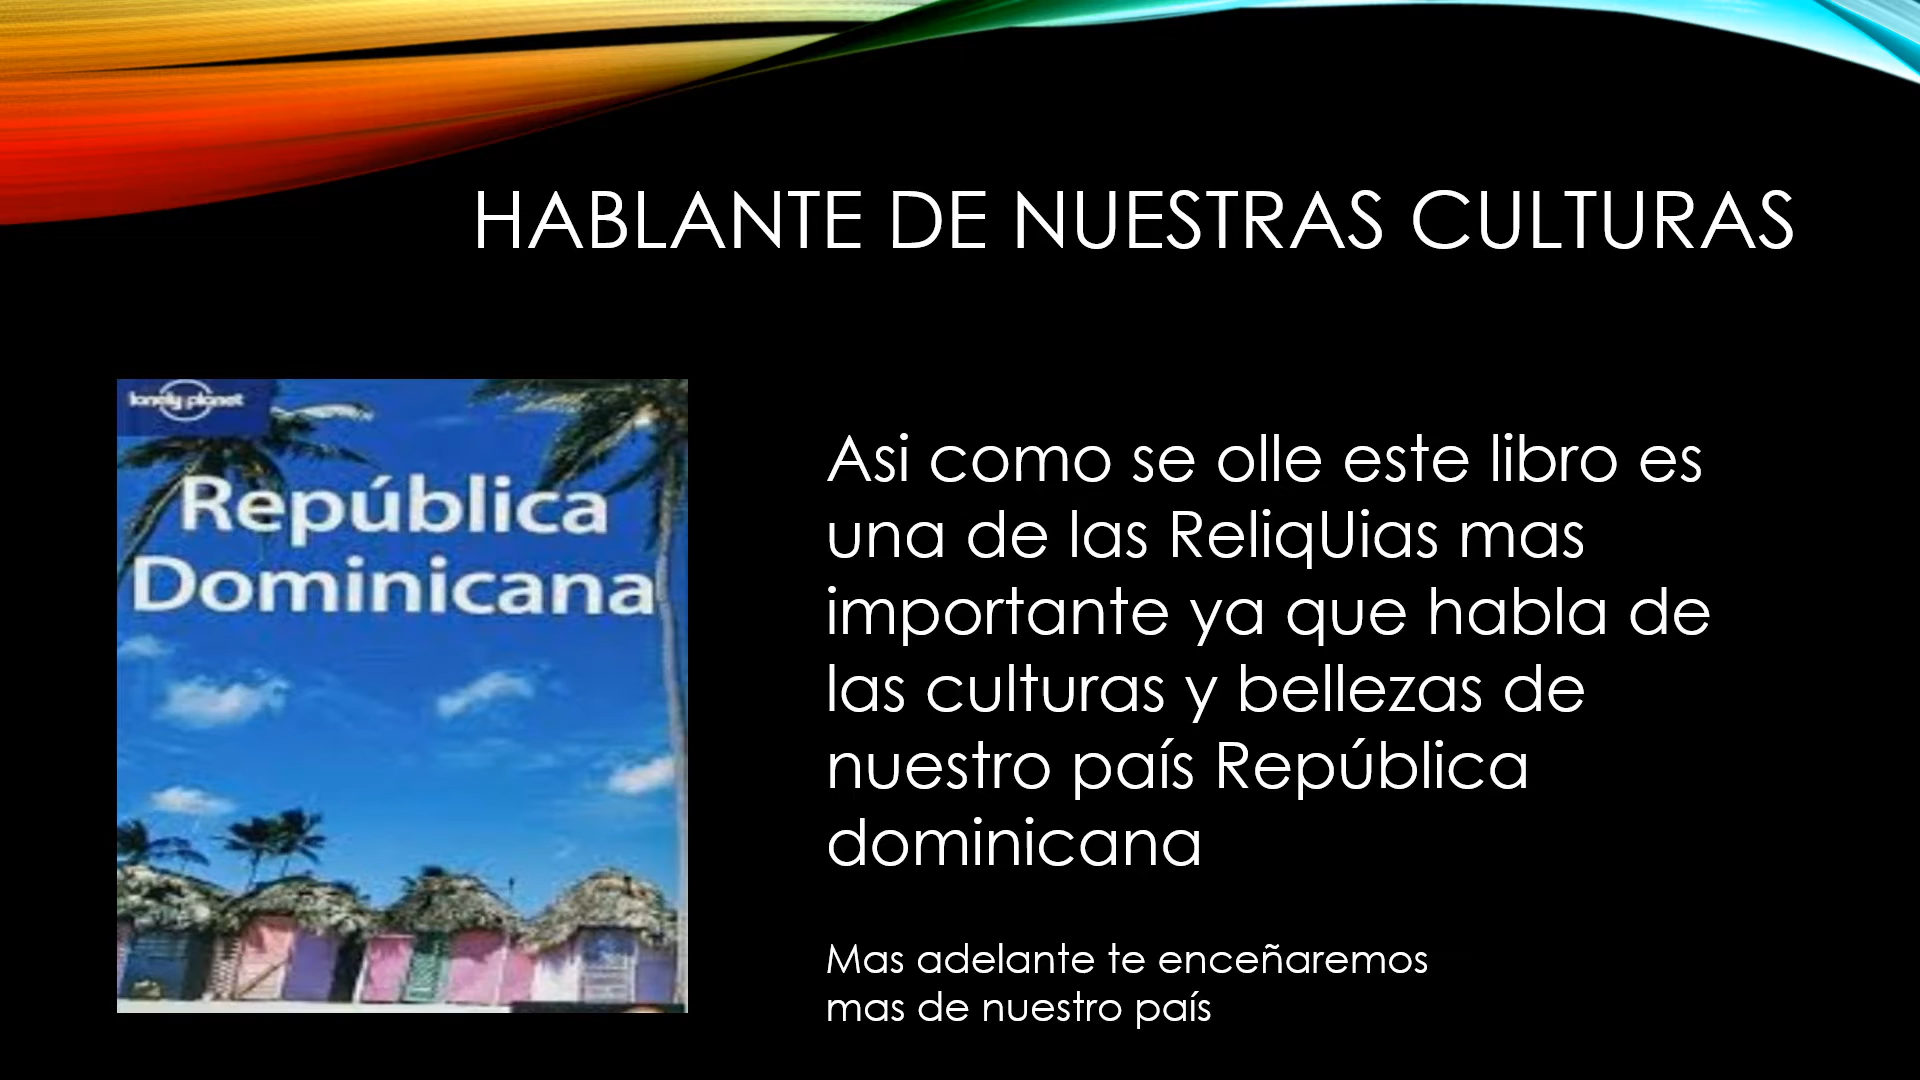 HABLANTE DE NUESTRAS CULTURAS
lonely planet
República
Dominicana
Asi como se olle este libro es
una de las ReliqUias mas
importante ya que habla de
las culturas y bellezas de
nuestro país República
dominicana
Mas adelante te enceñaremos
mas de nuestro país